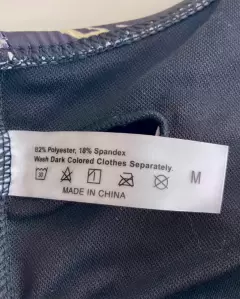 82% Polyester, 18% Spandex
Wash Dark Colored Clothes Separately.
M
MADE IN CHINA